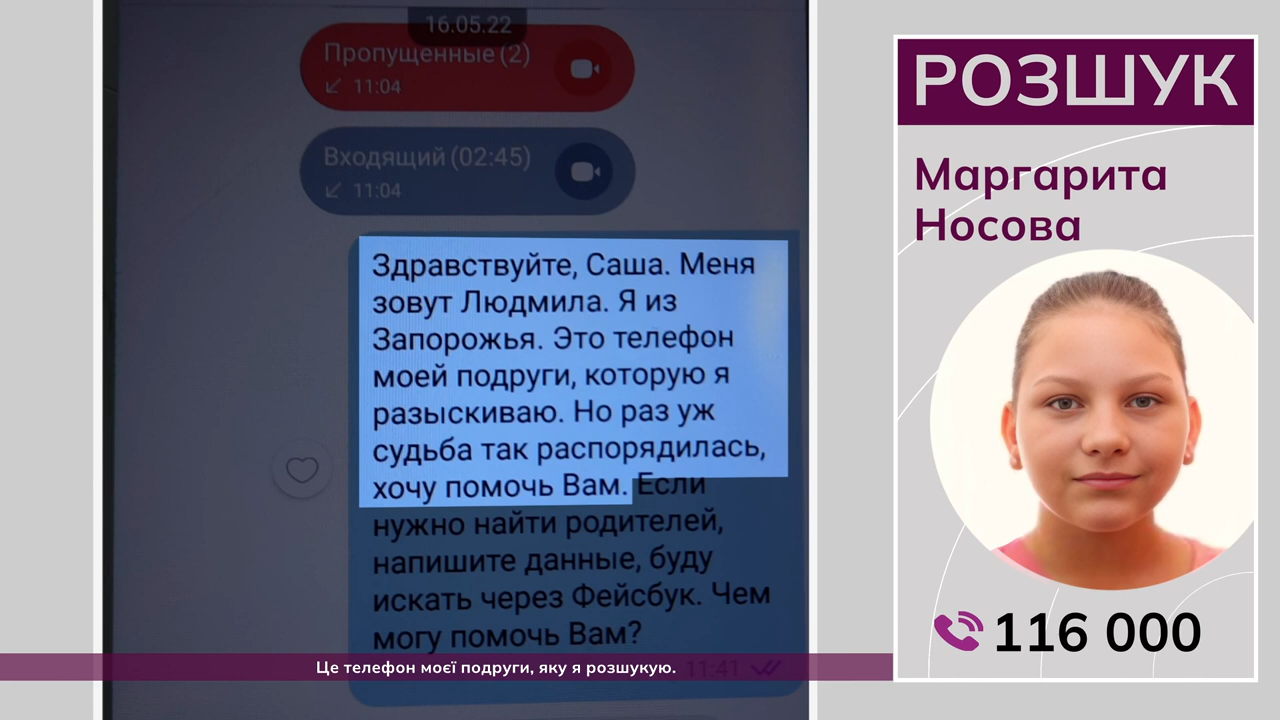 16.05.22
Пропущенные (2)
11:04
Входящий (02:45)
11:04
Здравствуйте, Саша. Меня
зовут Людмила. Я из
Запорожья. Это телефон
моей подруги, которую я
разыскиваю. Но раз уж
судьба так распорядилась,
хочу помочь Вам. Если
нужно найти родителей,
напишите данные, буду
искать через Фейсбук. Чем
могу помочь Вам?
11:41
Це телефон моєї подруги, яку я розшукую.
РОЗШУК
Маргарита
Носова
116 000